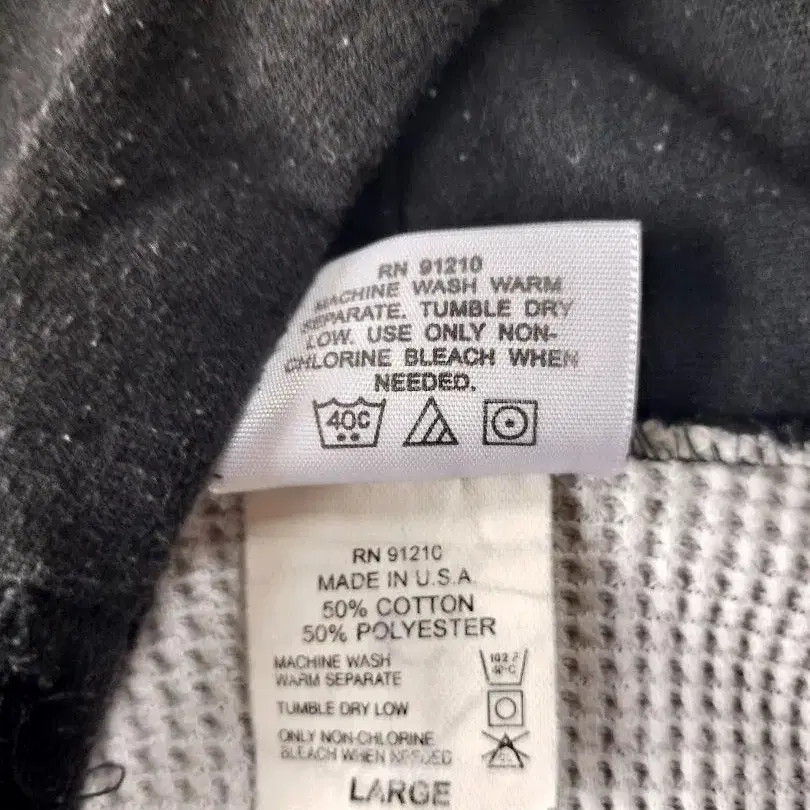 RN 91210
MACHINE WASH WARM
SEPARATE. TUMBLE DRY
LOW. USE ONLY NON-
CHLORINE BLEACH WHEN
NEEDED.
40C
RN 91210
MADE IN U.S.A
50% COTTON
50% POLYESTER
MACHINE WASH
WARM SEPARATE
102 F
40°C
TUMBLE DRY LOW
ONLY NON-CHLORINE
BLEACH WHEN NEEDED
LARGE